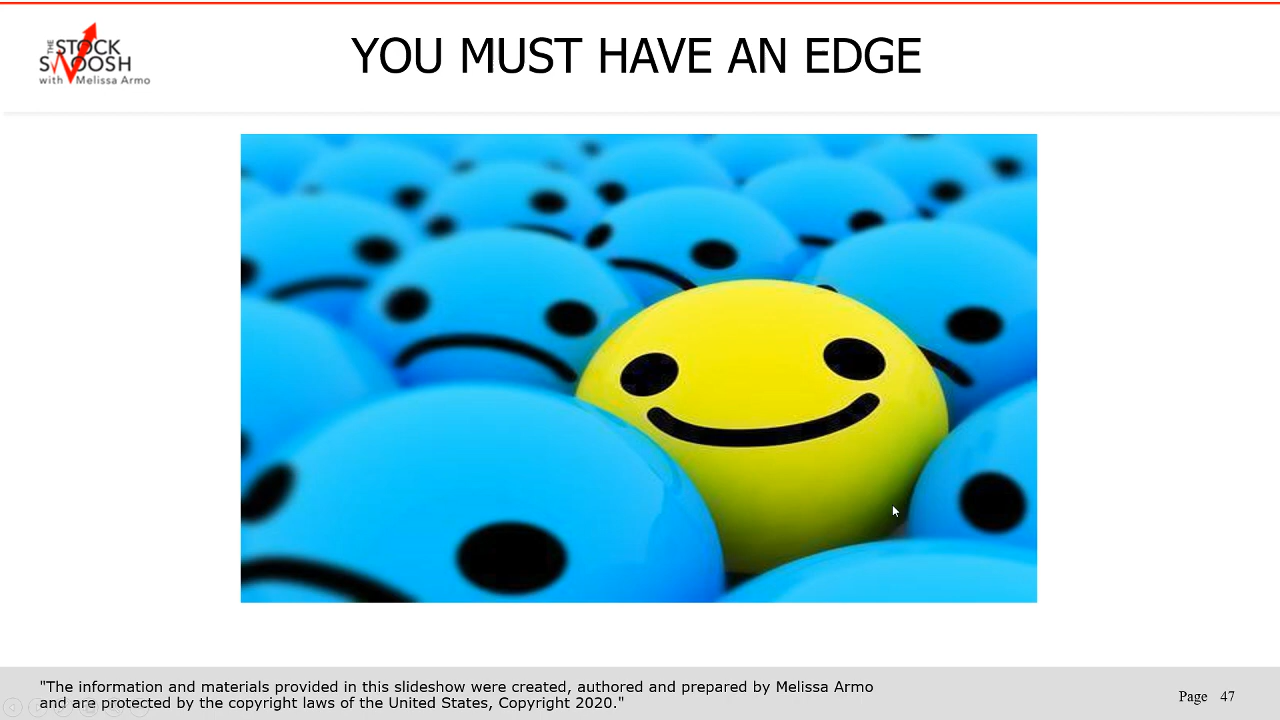 THE
STOCK
SWOOSH
with Melissa Armo
YOU MUST HAVE AN EDGE
"The information and materials provided in this slideshow were created, authored and prepared by Melissa Armo
and are protected by the copyright laws of the United States, Copyright 2020."
Page 47